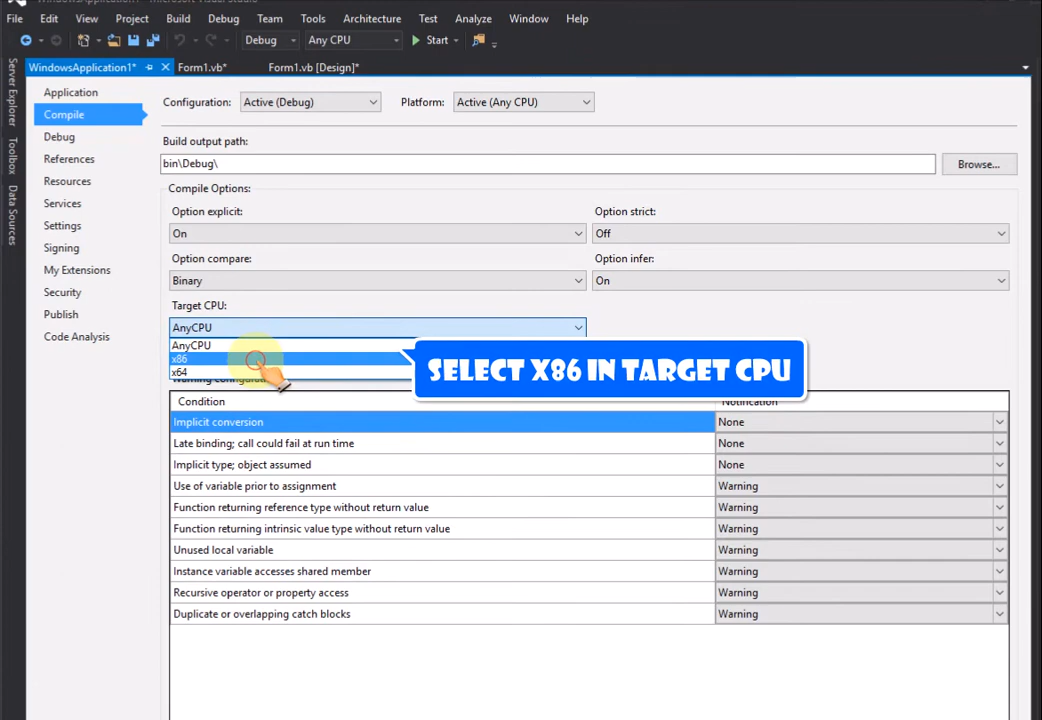 File Edit View Project Build Debug Team Tools Architecture Test Analyze Window Help
Debug Any CPU Start
WindowsApplication1* Form1.vb* Form1.vb [Design]*
Server Explorer
Toolbox
Data Sources
Application
Compile
Debug
References
Resources
Services
Settings
Signing
My Extensions
Security
Publish
Code Analysis
Configuration: Active (Debug) Platform: Active (Any CPU)
Build output path:
bin\Debug\ Browse...
Compile Options:
Option explicit: Option strict:
On Off
Option compare: Option infer:
Binary On
Target CPU:
AnyCPU
AnyCPU
x86
x64
SELECT X86 IN TARGET CPU
Condition Notification
Implicit conversion None
Late binding; call could fail at run time None
Implicit type; object assumed None
Use of variable prior to assignment Warning
Function returning reference type without return value Warning
Function returning intrinsic value type without return value Warning
Unused local variable Warning
Instance variable accesses shared member Warning
Recursive operator or property access Warning
Duplicate or overlapping catch blocks Warning